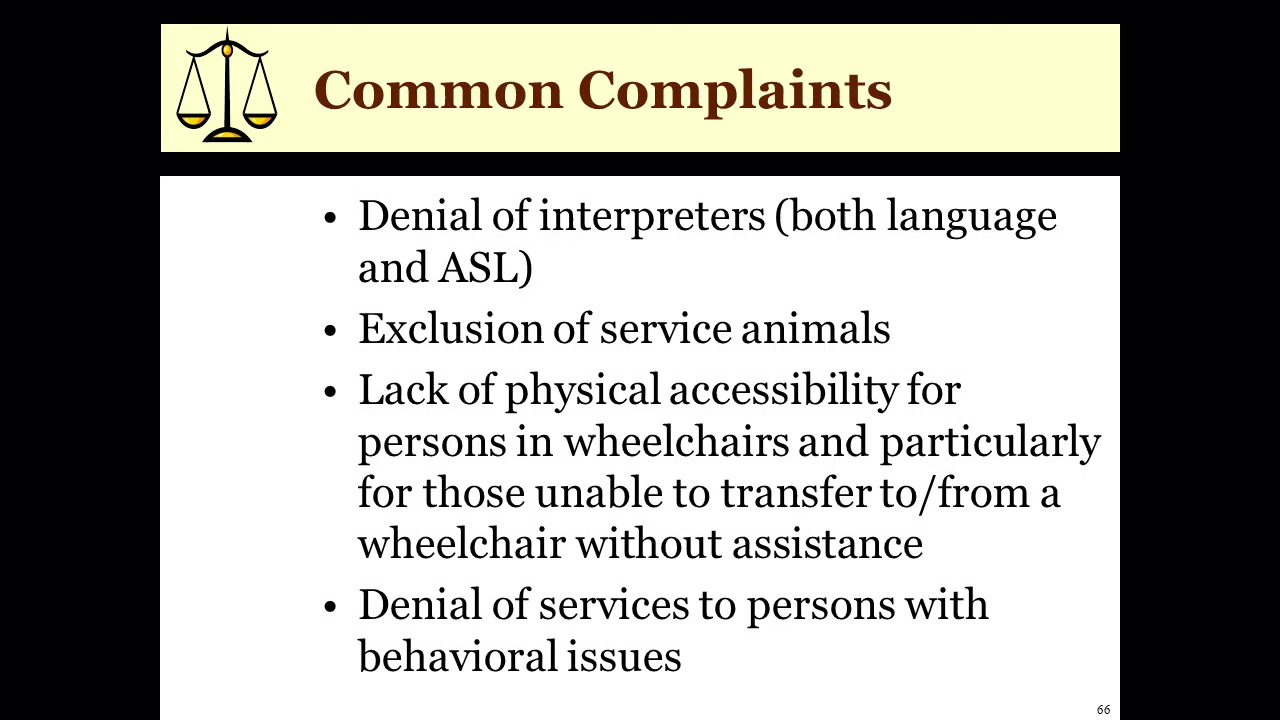 Common Complaints
• Denial of interpreters (both language
and ASL)
• Exclusion of service animals
• Lack of physical accessibility for
persons in wheelchairs and particularly
for those unable to transfer to/from a
wheelchair without assistance
• Denial of services to persons with
behavioral issues
66